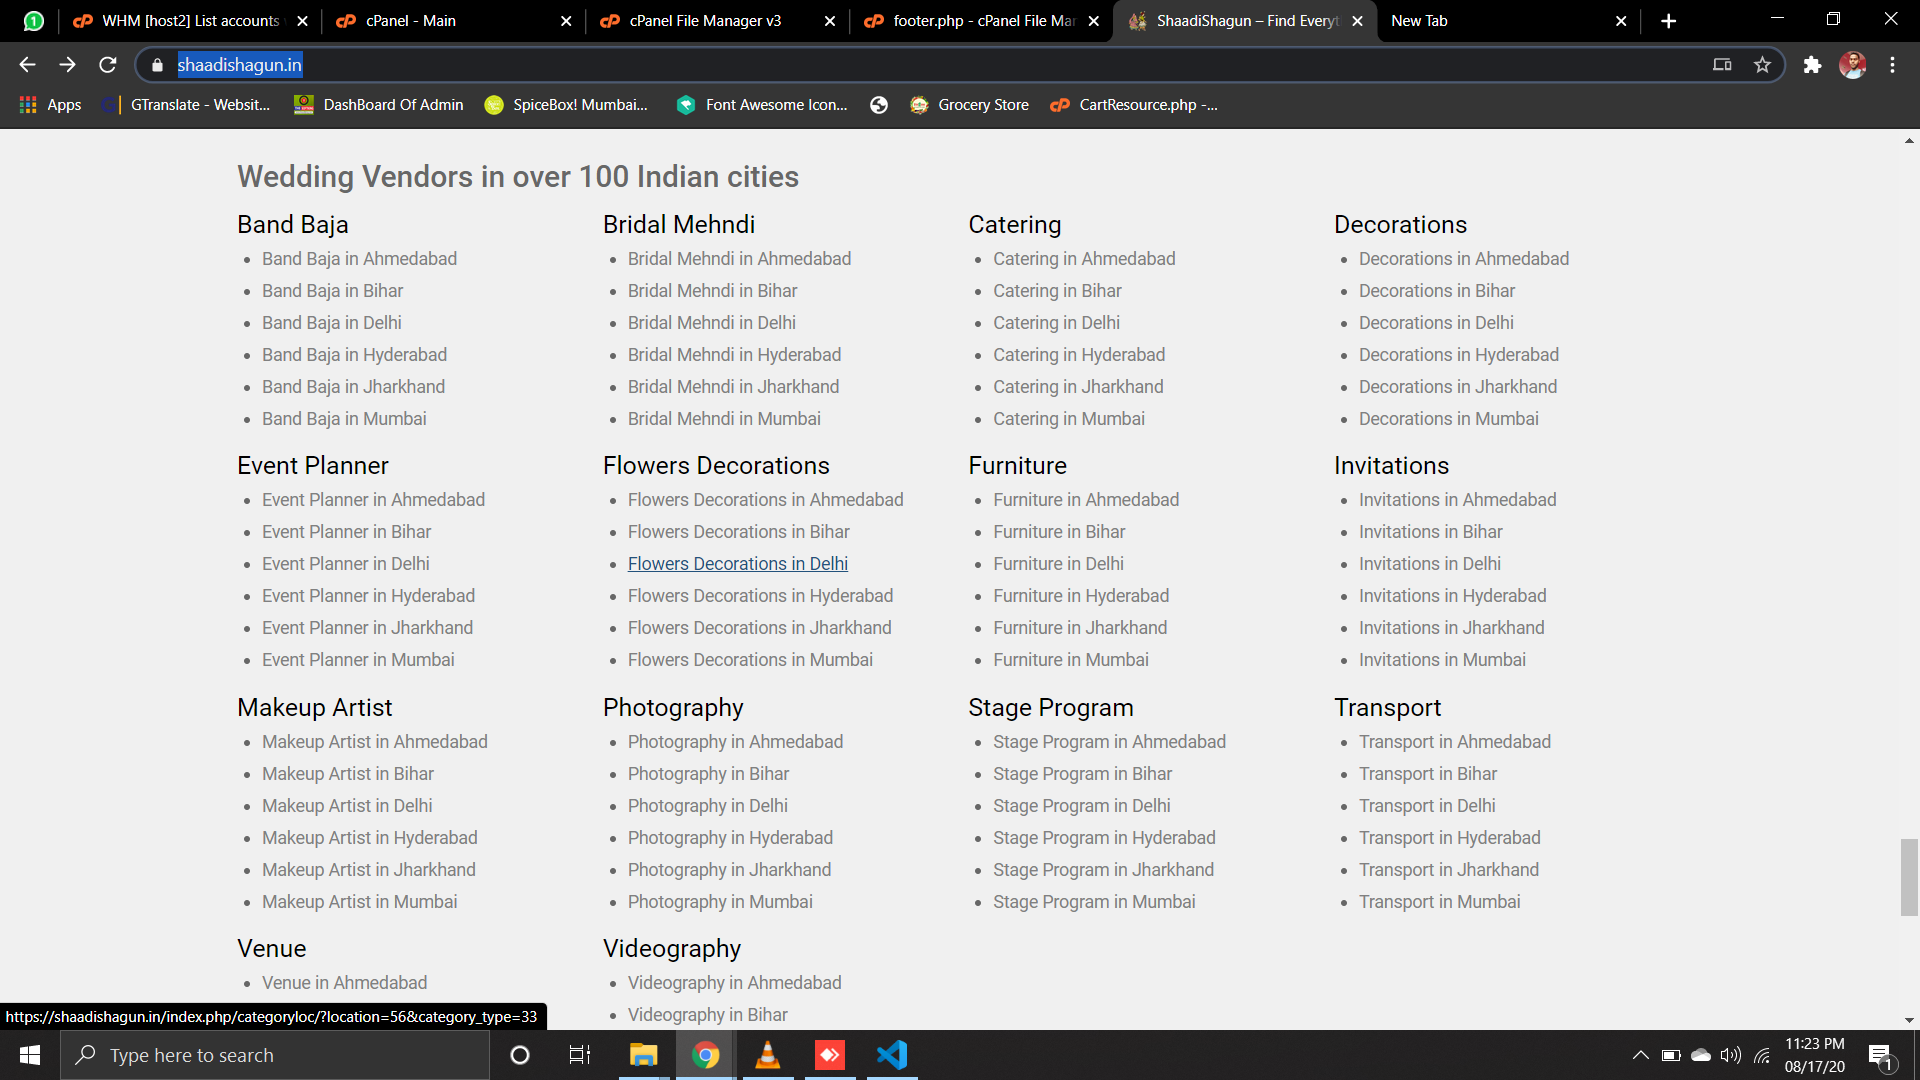 WHM [host2] List accounts
cPanel - Main
cPanel File Manager v3
footer.php - cPanel File Mar
ShaadiShagun – Find Everyt
New Tab
shaadishagun.in
Apps
GTranslate - Websit...
DashBoard Of Admin
SpiceBox! Mumbai...
Font Awesome Icon...
Grocery Store
CartResource.php -...
Wedding Vendors in over 100 Indian cities
Band Baja
Band Baja in Ahmedabad
Band Baja in Bihar
Band Baja in Delhi
Band Baja in Hyderabad
Band Baja in Jharkhand
Band Baja in Mumbai
Bridal Mehndi
Bridal Mehndi in Ahmedabad
Bridal Mehndi in Bihar
Bridal Mehndi in Delhi
Bridal Mehndi in Hyderabad
Bridal Mehndi in Jharkhand
Bridal Mehndi in Mumbai
Catering
Catering in Ahmedabad
Catering in Bihar
Catering in Delhi
Catering in Hyderabad
Catering in Jharkhand
Catering in Mumbai
Decorations
Decorations in Ahmedabad
Decorations in Bihar
Decorations in Delhi
Decorations in Hyderabad
Decorations in Jharkhand
Decorations in Mumbai
Event Planner
Event Planner in Ahmedabad
Event Planner in Bihar
Event Planner in Delhi
Event Planner in Hyderabad
Event Planner in Jharkhand
Event Planner in Mumbai
Flowers Decorations
Flowers Decorations in Ahmedabad
Flowers Decorations in Bihar
Flowers Decorations in Delhi
Flowers Decorations in Hyderabad
Flowers Decorations in Jharkhand
Flowers Decorations in Mumbai
Furniture
Furniture in Ahmedabad
Furniture in Bihar
Furniture in Delhi
Furniture in Hyderabad
Furniture in Jharkhand
Furniture in Mumbai
Invitations
Invitations in Ahmedabad
Invitations in Bihar
Invitations in Delhi
Invitations in Hyderabad
Invitations in Jharkhand
Invitations in Mumbai
Makeup Artist
Makeup Artist in Ahmedabad
Makeup Artist in Bihar
Makeup Artist in Delhi
Makeup Artist in Hyderabad
Makeup Artist in Jharkhand
Makeup Artist in Mumbai
Photography
Photography in Ahmedabad
Photography in Bihar
Photography in Delhi
Photography in Hyderabad
Photography in Jharkhand
Photography in Mumbai
Stage Program
Stage Program in Ahmedabad
Stage Program in Bihar
Stage Program in Delhi
Stage Program in Hyderabad
Stage Program in Jharkhand
Stage Program in Mumbai
Transport
Transport in Ahmedabad
Transport in Bihar
Transport in Delhi
Transport in Hyderabad
Transport in Jharkhand
Transport in Mumbai
Venue
Venue in Ahmedabad
Videography
Videography in Ahmedabad
Videography in Bihar
https://shaadishagun.in/index.php/categoryloc/?location=56&category_type=33
Type here to search
11:23 PM
08/17/20
1